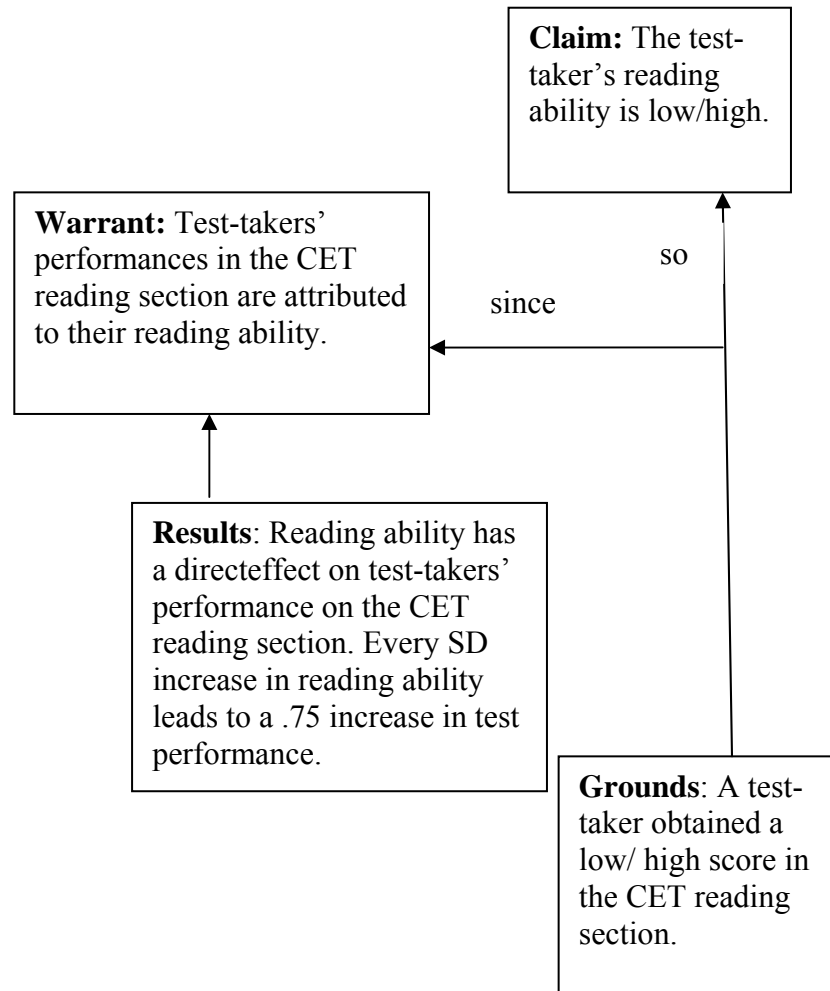 Claim: The test-
taker’s reading
ability is low/high.
Warrant: Test-takers’
performances in the CET
reading section are attributed
to their reading ability.
so
since
Results: Reading ability has
a directeffect on test-takers’
performance on the CET
reading section. Every SD
increase in reading ability
leads to a .75 increase in test
performance.
Grounds: A test-
taker obtained a
low/ high score in
the CET reading
section.